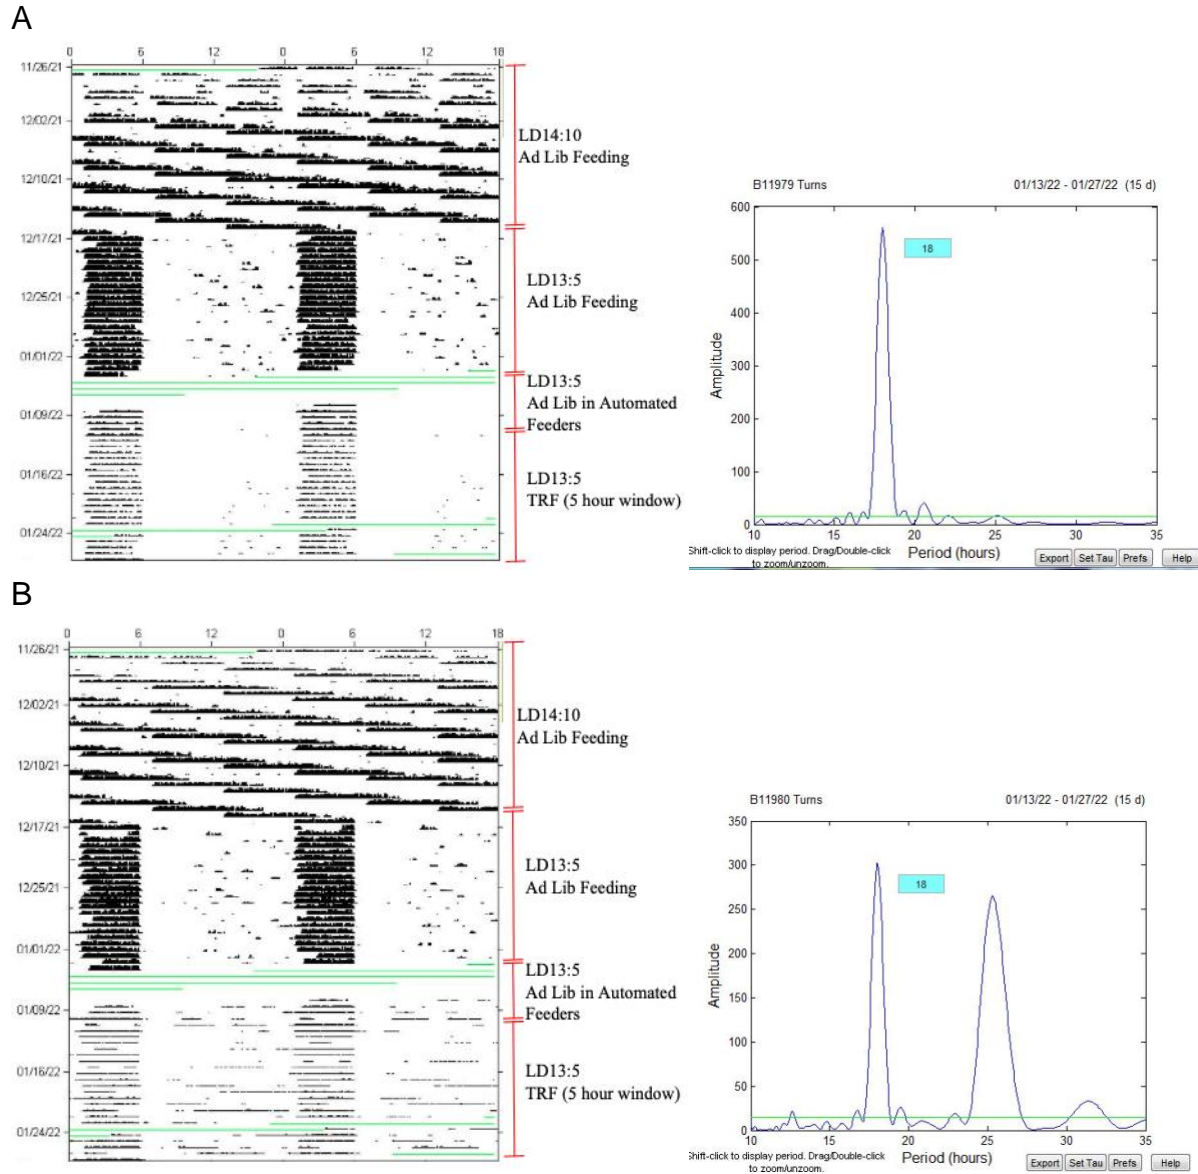 A
0 6 12 0 6 12 18
11/26/21
12/02/21
12/10/21
12/17/21
12/25/21
01/01/22
01/09/22
01/16/22
01/24/22
LD14:10
Ad Lib Feeding
LD13:5
Ad Lib Feeding
LD13:5
Ad Lib in Automated
Feeders
LD13:5
TRF (5 hour window)
B11979 Turns 01/13/22 - 01/27/22 (15 d)
600
500
400
300
200
100
0
Amplitude
18
10 15 20 25 30 35
Shift-click to display period. Drag/Double-click
to zoom/unzoom.
Period (hours)
Export Set Tau Prefs Help
B
0 6 12 0 6 12 18
11/26/21
12/02/21
12/10/21
12/17/21
12/25/21
01/01/22
01/09/22
01/16/22
01/24/22
LD14:10
Ad Lib Feeding
LD13:5
Ad Lib Feeding
LD13:5
Ad Lib in Automated
Feeders
LD13:5
TRF (5 hour window)
B11980 Turns 01/13/22 - 01/27/22 (15 d)
350
300
250
200
150
100
50
0
Amplitude
18
10 15 20 25 30 35
Shift-click to display period. Drag/Double-click
to zoom/unzoom.
Period (hours)
Export Set Tau Prefs Help